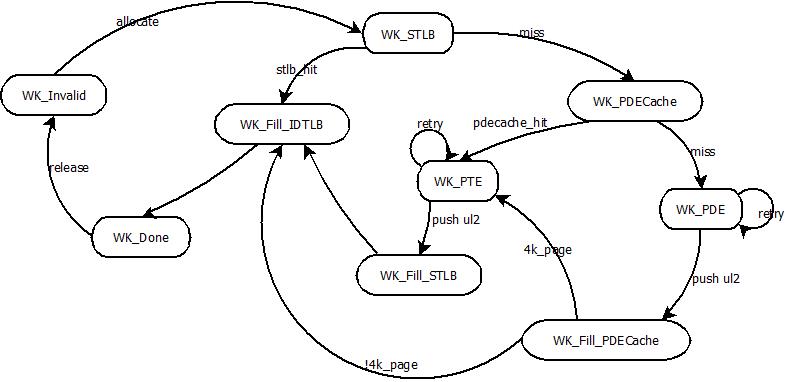 allocate
WK_STLB
miss
stlb_hit
WK_Invalid
WK_PDECache
WK_Fill_IDTLB
retry
pdecache_hit
miss
release
WK_PTE
WK_PDE
retry
push ul2
WK_Done
4k_page
WK_Fill_STLB
push ul2
WK_Fill_PDECache
!4k_page